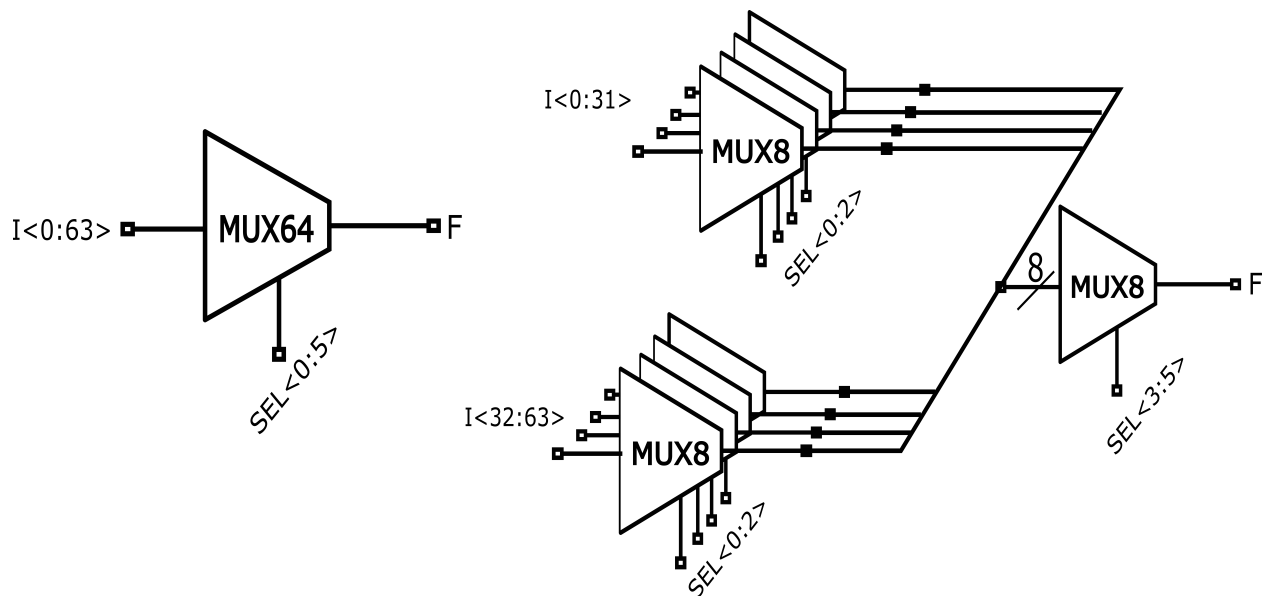 I<0:63>
MUX64
F
SEL<0:5>
I<0:31>
MUX8
SEL<0:2>
I<32:63>
MUX8
SEL<0:2>
8
MUX8
F
SEL<3:5>